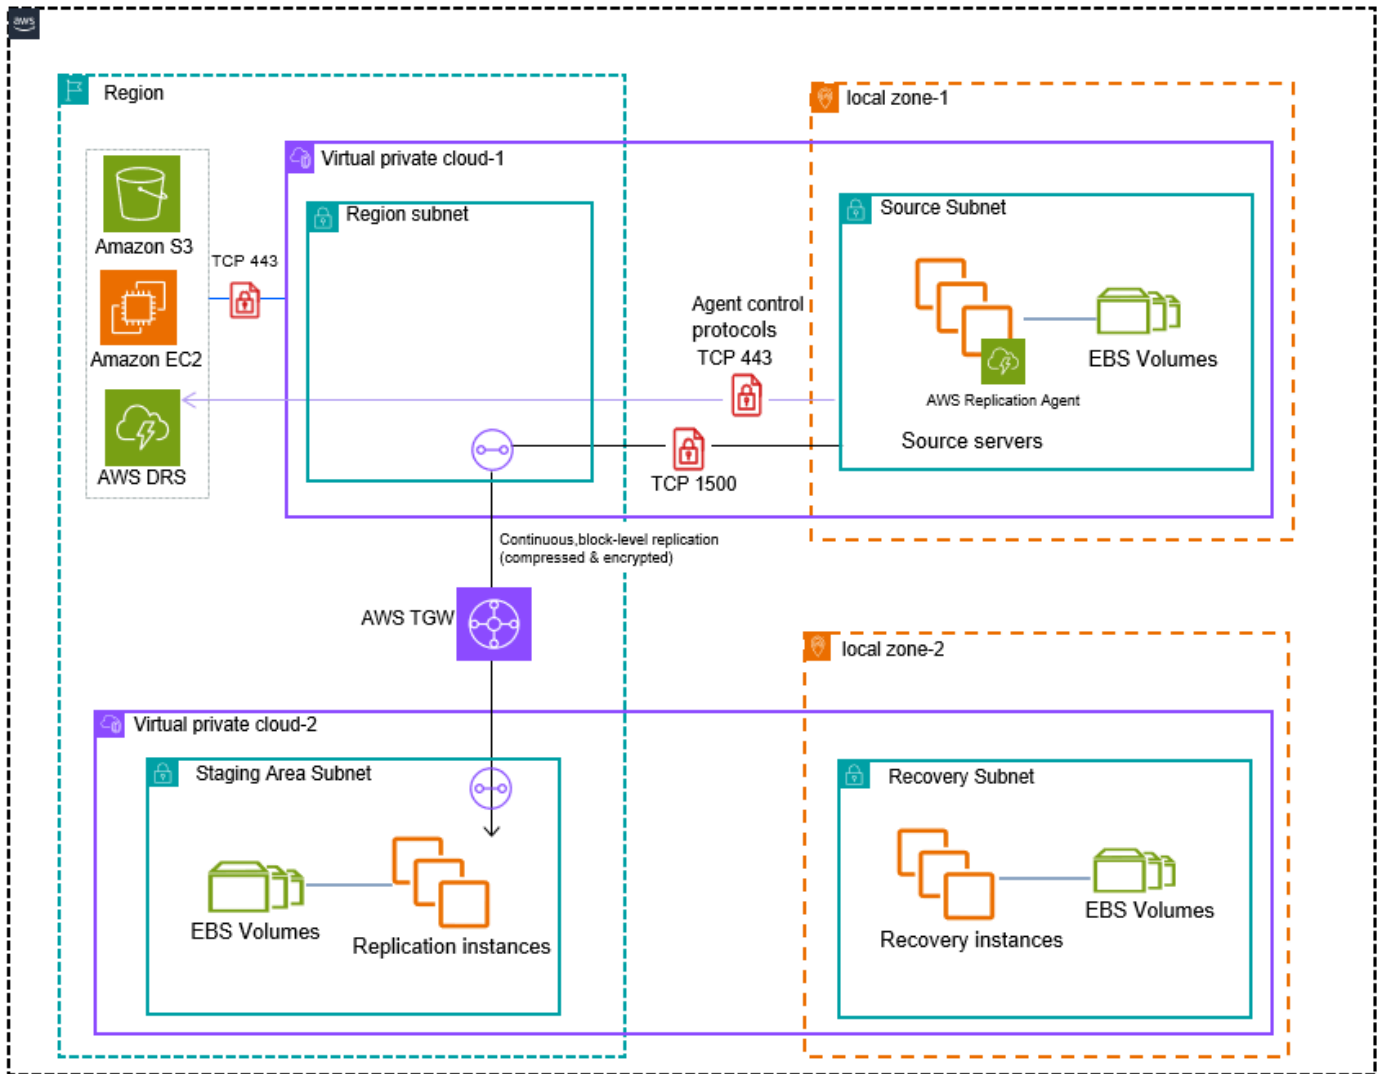 aws
Region
local zone-1
Virtual private cloud-1
Region subnet
Source Subnet
Amazon S3
TCP 443
Amazon EC2
Agent control
protocols
TCP 443
EBS Volumes
AWS Replication Agent
Source servers
AWS DRS
TCP 1500
Continuous,block-level replication
(compressed & encrypted)
AWS TGW
local zone-2
Virtual private cloud-2
Staging Area Subnet
Recovery Subnet
EBS Volumes
Replication instances
EBS Volumes
Recovery instances